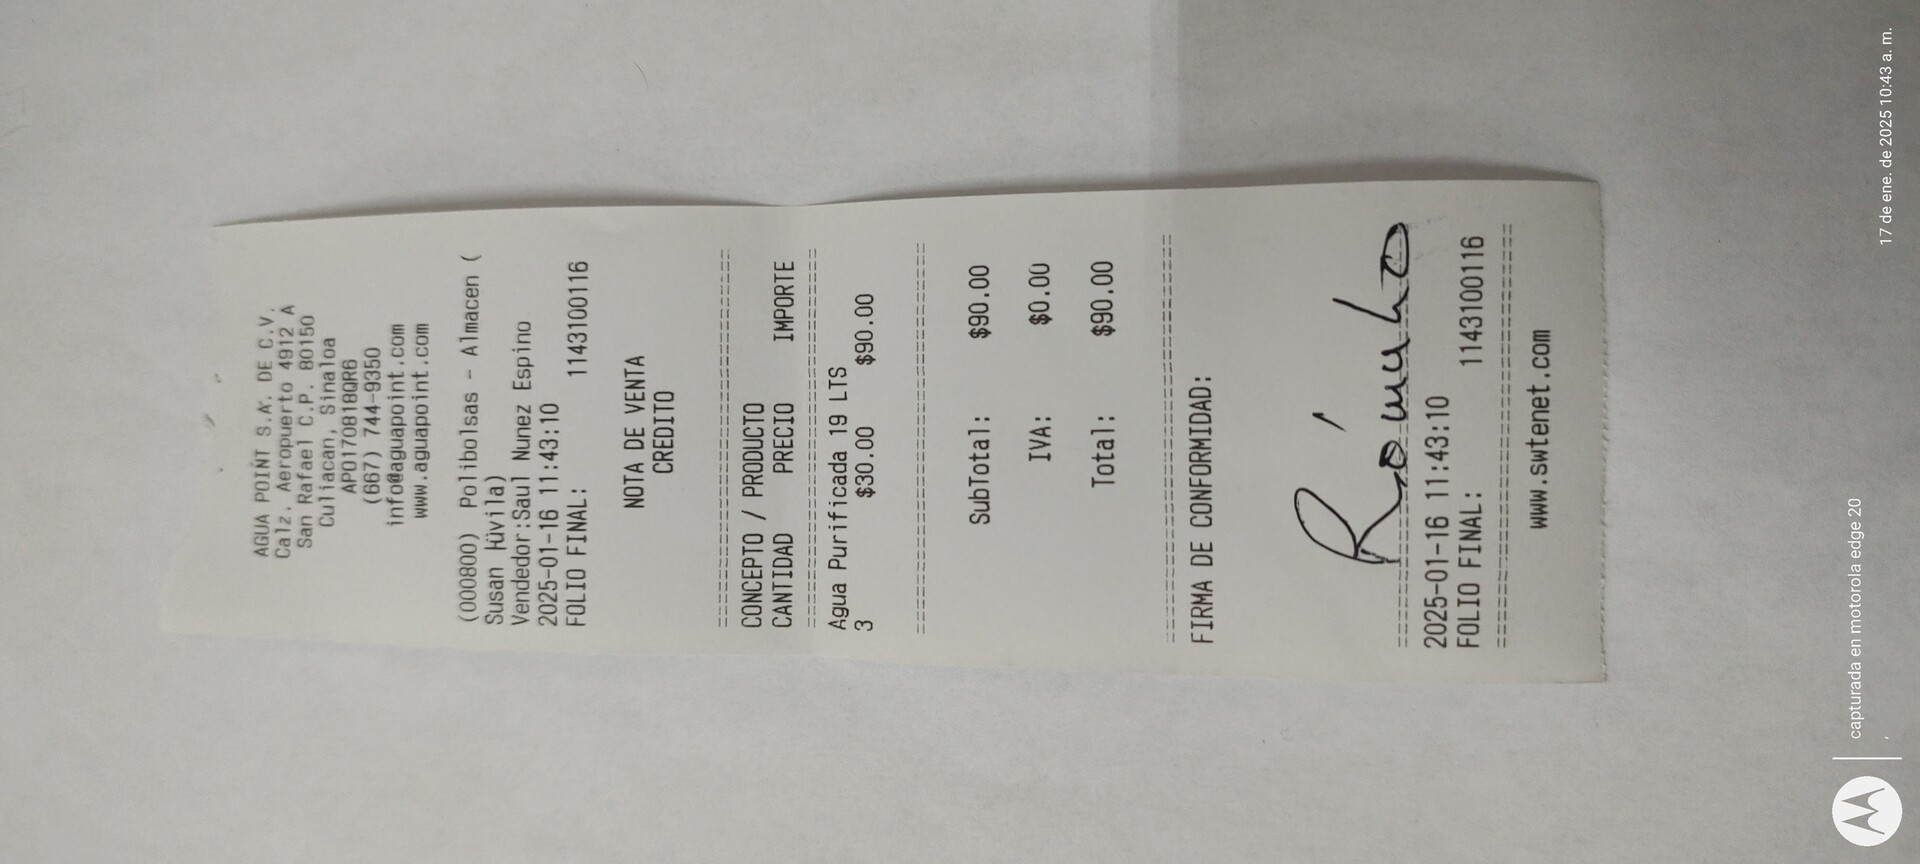 AGUA POINT S.A. DE C.V.
Calz. Aeropuerto 4912 A
San Rafael C.P. 80150
Culiacan, Sinaloa
APO170818QR6
(667) 744-9350
info@aguapoint.com
www.aguapoint.com
(000800) Polibolsas - Almacen (
Susan Hüvila)
Vendedor:Saul Nunez Espino
2025-01-16 11:43:10
FOLIO FINAL: 1143100116
NOTA DE VENTA
CREDITO
CONCEPTO / PRODUCTO
CANTIDAD PRECIO IMPORTE
Agua Purificada 19 LTS
3 $30.00 $90.00
SubTotal: $90.00
IVA: $0.00
Total: $90.00
FIRMA DE CONFORMIDAD:
2025-01-16 11:43:10
FOLIO FINAL: 1143100116
www.swtenet.com
capturada en motorola edge 20
17 de ene. de 2025 10:43 a. m.